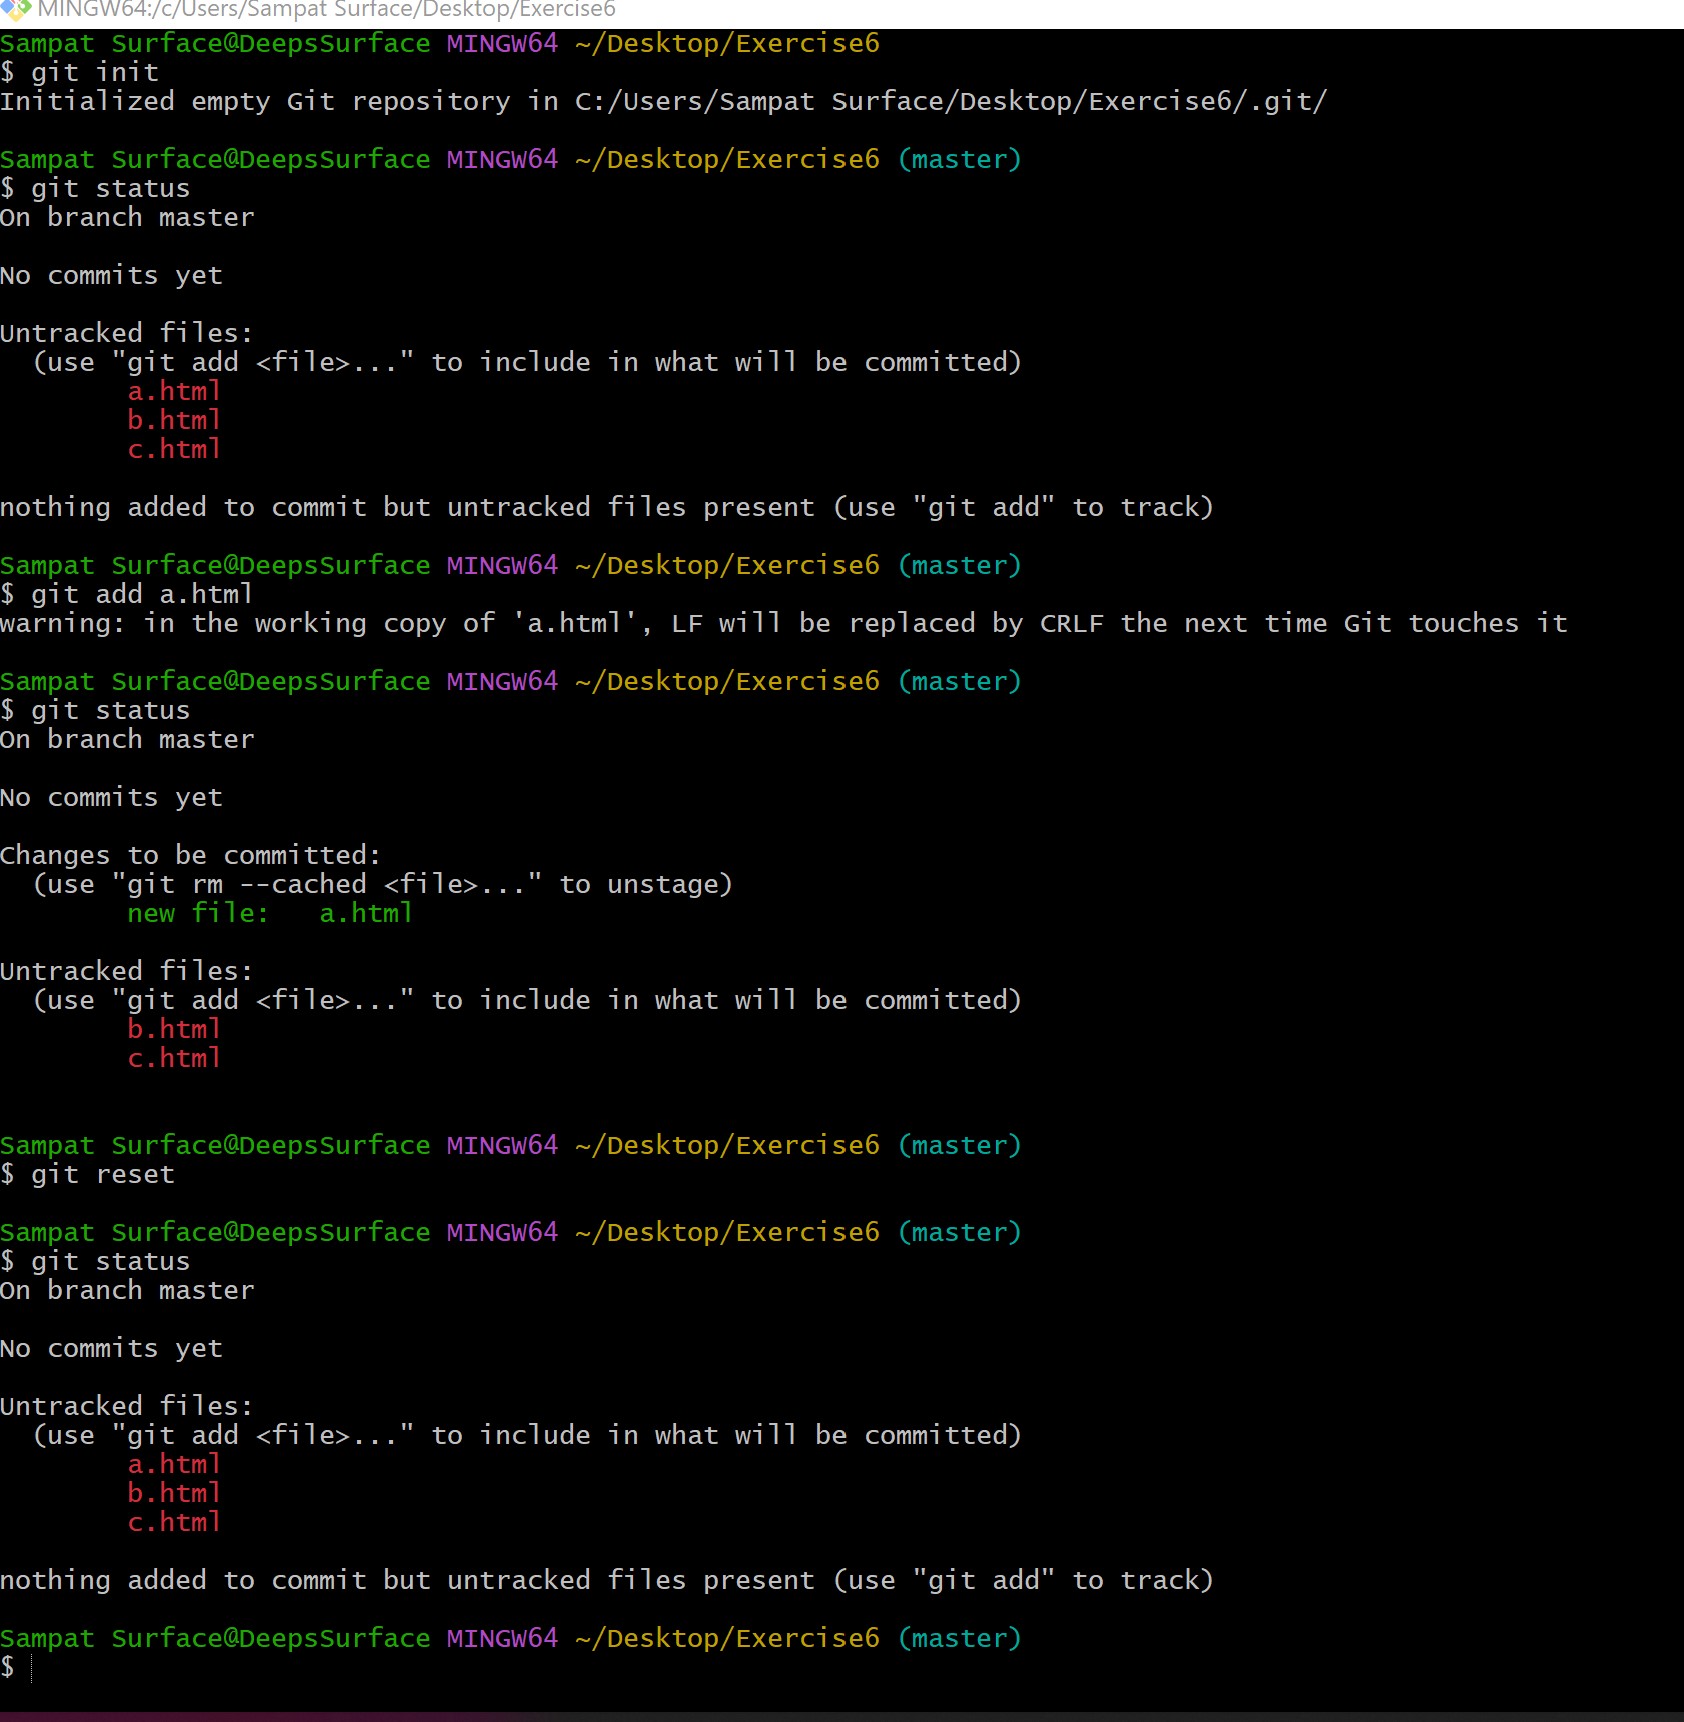 MINGW64:/c/Users/Sampat Surface/Desktop/Exercise6
Sampat Surface@DeepsSurface MINGW64 ~/Desktop/Exercise6
$ git init
Initialized empty Git repository in C:/Users/Sampat Surface/Desktop/Exercise6/.git/
Sampat Surface@DeepsSurface MINGW64 ~/Desktop/Exercise6 (master)
$ git status
On branch master
No commits yet
Untracked files:
  (use "git add <file>..." to include in what will be committed)
        a.html
        b.html
        c.html
nothing added to commit but untracked files present (use "git add" to track)
Sampat Surface@DeepsSurface MINGW64 ~/Desktop/Exercise6 (master)
$ git add a.html
warning: in the working copy of 'a.html', LF will be replaced by CRLF the next time Git touches it
Sampat Surface@DeepsSurface MINGW64 ~/Desktop/Exercise6 (master)
$ git status
On branch master
No commits yet
Changes to be committed:
  (use "git rm --cached <file>..." to unstage)
        new file:   a.html
Untracked files:
  (use "git add <file>..." to include in what will be committed)
        b.html
        c.html
Sampat Surface@DeepsSurface MINGW64 ~/Desktop/Exercise6 (master)
$ git reset
Sampat Surface@DeepsSurface MINGW64 ~/Desktop/Exercise6 (master)
$ git status
On branch master
No commits yet
Untracked files:
  (use "git add <file>..." to include in what will be committed)
        a.html
        b.html
        c.html
nothing added to commit but untracked files present (use "git add" to track)
Sampat Surface@DeepsSurface MINGW64 ~/Desktop/Exercise6 (master)
$